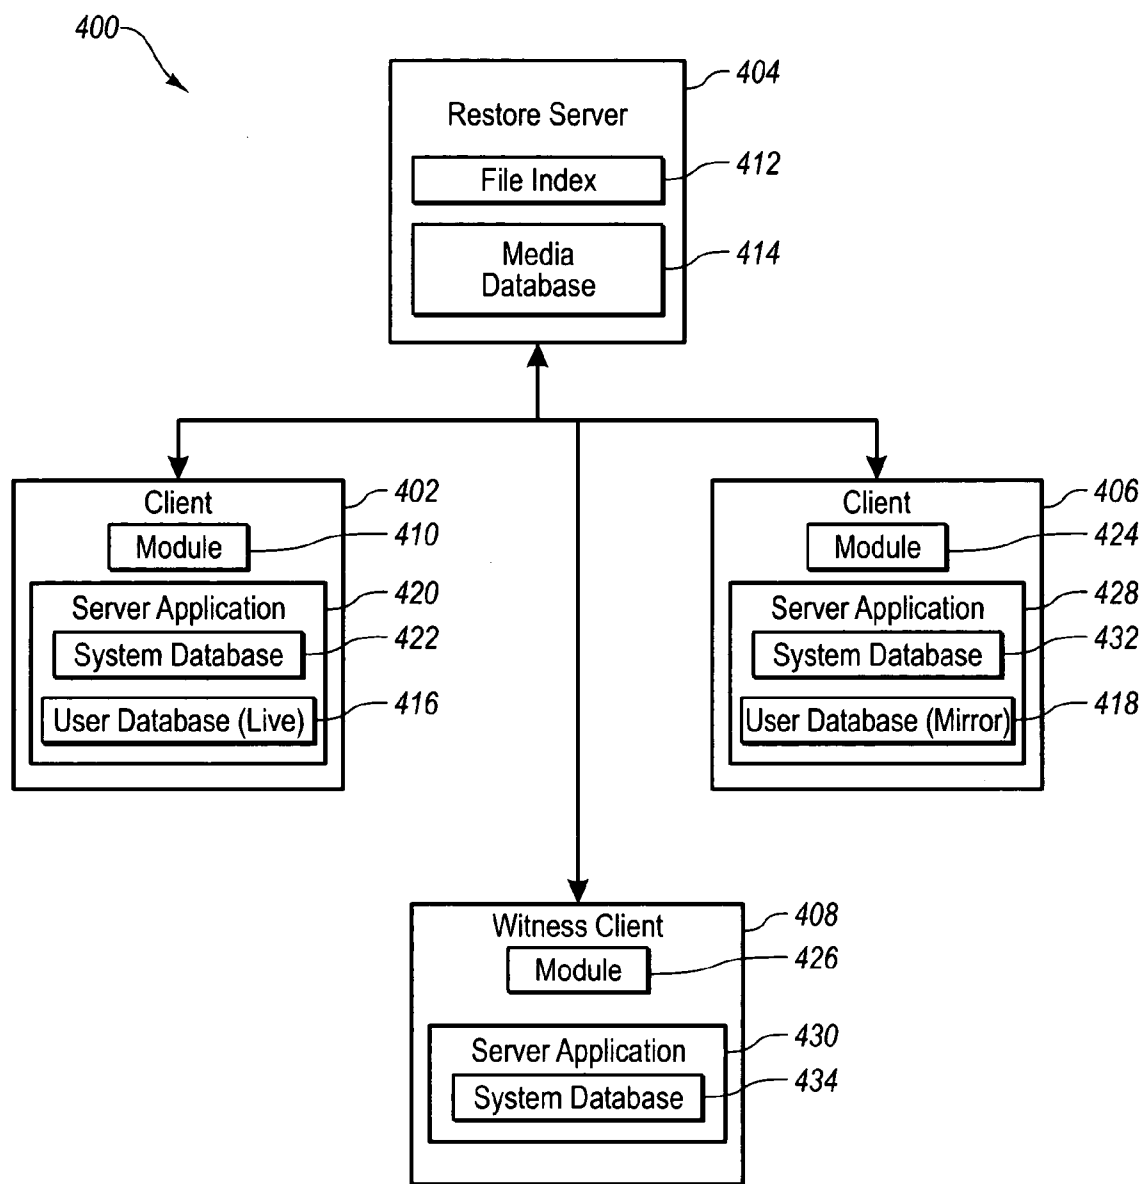 400
404
Restore Server
File Index
412
Media
Database
414
Client
402
Module
410
Server Application
420
System Database
422
User Database (Live)
416
Client
406
Module
424
Server Application
428
System Database
432
User Database (Mirror)
418
Witness Client
408
Module
426
Server Application
430
System Database
434